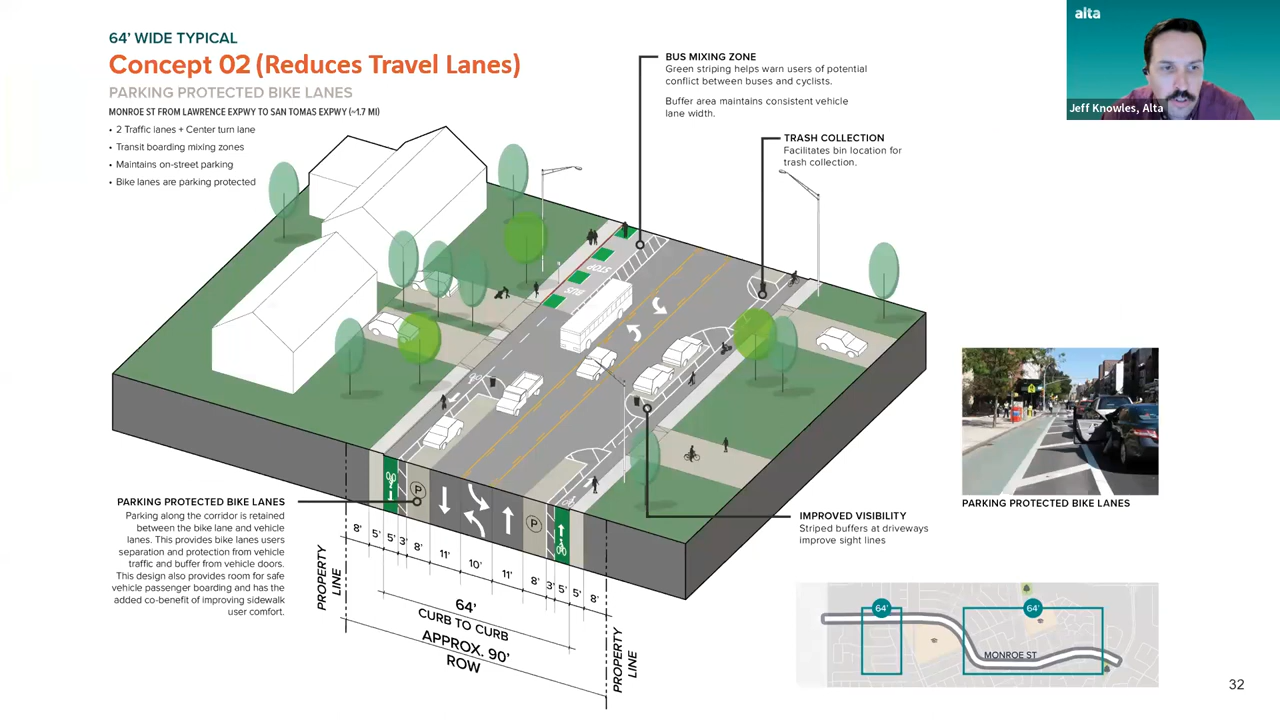 64' WIDE TYPICAL
Concept 02 (Reduces Travel Lanes)
PARKING PROTECTED BIKE LANES
MONROE ST FROM LAWRENCE EXPWY TO SAN TOMAS EXPWY (~1.7 MI)
• 2 Traffic lanes + Center turn lane
• Transit boarding mixing zones
• Maintains on-street parking
• Bike lanes are parking protected
BUS MIXING ZONE
Green striping helps warn users of potential
conflict between buses and cyclists.
Buffer area maintains consistent vehicle
lane width.
TRASH COLLECTION
Facilitates bin location for
trash collection.
alta
Jeff Knowles, Alta
STOP
BUS
PARKING PROTECTED BIKE LANES
Parking along the corridor is retained
between the bike lane and vehicle
lanes. This provides bike lanes users
separation and protection from vehicle
traffic and buffer from vehicle doors.
This design also provides room for safe
vehicle passenger boarding and has the
added co-benefit of improving sidewalk
user comfort.
P
P
8' 5' 5' 3' 8' 11' 10' 11' 8' 3' 5' 5' 8'
PROPERTY
LINE
64'
CURB TO CURB
APPROX. 90'
ROW
PROPERTY
LINE
IMPROVED VISIBILITY
Striped buffers at driveways
improve sight lines
PARKING PROTECTED BIKE LANES
64'
64'
MONROE ST
32